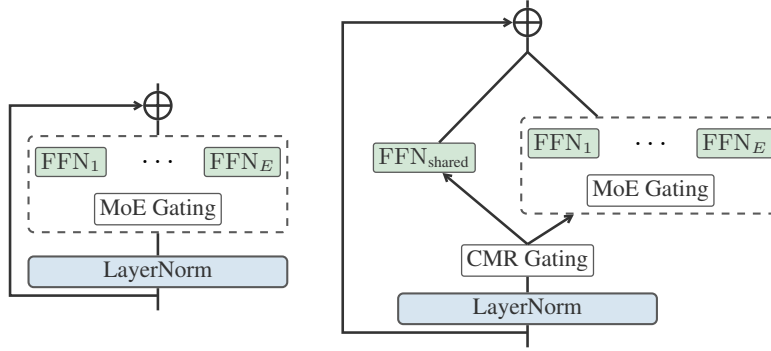 FFN1 ··· FFNE
MoE Gating
LayerNorm
FFNshared
FFN1 ··· FFNE
MoE Gating
CMR Gating
LayerNorm